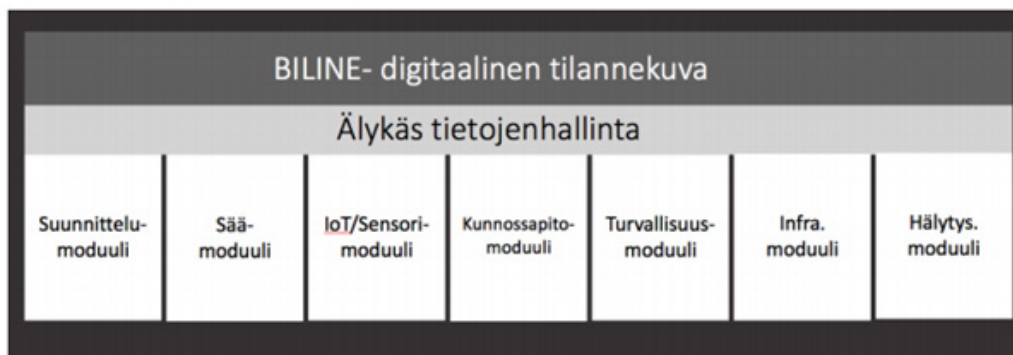 BILINE- digitaalinen tilannekuva
Älykäs tietojenhallinta
Suunnittelu-
moduuli
Sää-
moduuli
IoT/Sensori-
moduuli
Kunnossapito-
moduuli
Turvallisuus-
moduuli
Infra.
moduuli
Hälytys.
moduuli